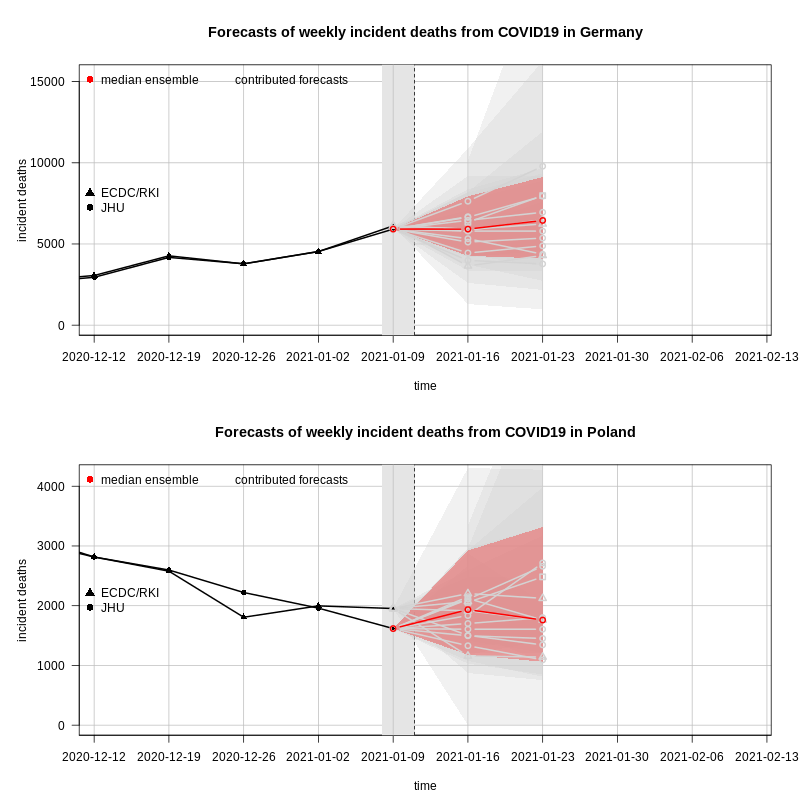 Forecasts of weekly incident deaths from COVID19 in Germany
median ensemble contributed forecasts
ECDC/RKI
JHU
incident deaths
15000
10000
5000
0
2020-12-12 2020-12-19 2020-12-26 2021-01-02 2021-01-09 2021-01-16 2021-01-23 2021-01-30 2021-02-06 2021-02-13
time
Forecasts of weekly incident deaths from COVID19 in Poland
median ensemble contributed forecasts
ECDC/RKI
JHU
incident deaths
4000
3000
2000
1000
0
2020-12-12 2020-12-19 2020-12-26 2021-01-02 2021-01-09 2021-01-16 2021-01-23 2021-01-30 2021-02-06 2021-02-13
time